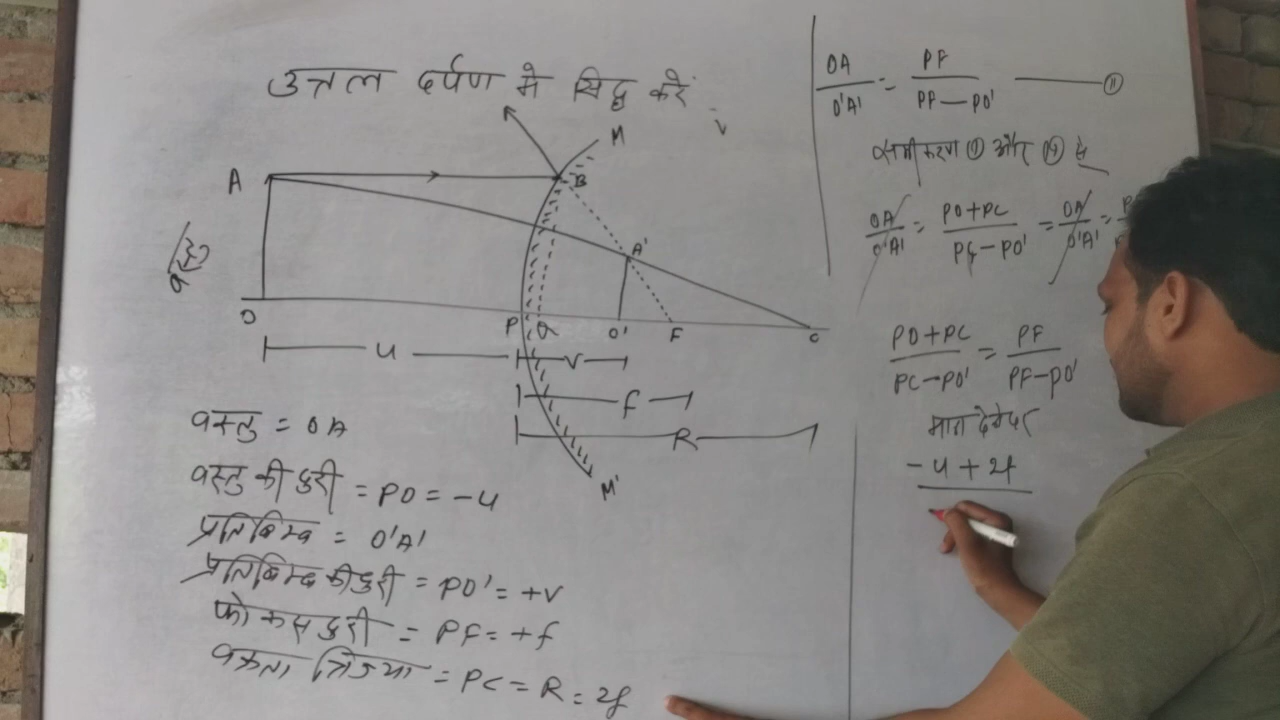 उत्तल दर्पण मे सिद्ध करें
M
A
B
A'
O
P
Q
O'
F
C
u
v
f
R
M'
वस्तु
वस्तु = OA
वस्तु की दुरी = PO = -u
प्रतिबिम्ब = O'A'
प्रतिबिम्ब की दुरी = PO' = +v
फोकस दुरी = PF = +f
वक्रता त्रिज्या = PC = R = 2f
OA/O'A' = PF/PF—PO' —
समीकरण ① और
OA/O'A' = PO+PC/PC-PO' = OA/O'A' =
PO+PC/PC-PO' = PF/PF-PO'
मान देने पर
-u+2f